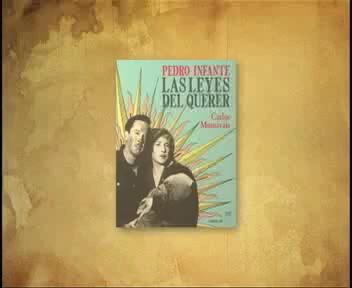 PEDRO INFANTE
LAS LEYES
DEL QUERER
Carlos
Monsiváis